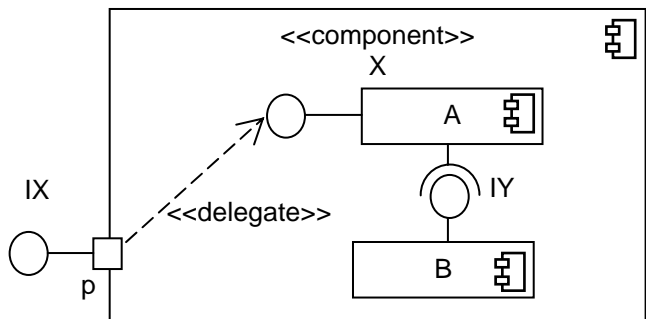 <<component>>
X
A
IX
IY
<<delegate>>
B
p